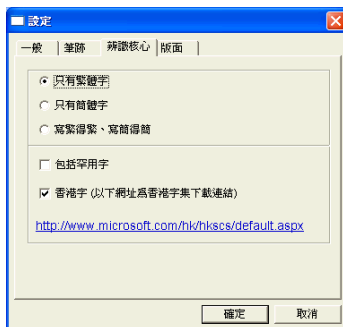 設定
一般 筆跡 辨識核心 版面
只有繁體字
只有簡體字
寫繁得繁、寫簡得簡
包括罕用字
香港字 (以下網址爲香港字集下載連結)
http://www.microsoft.com/hk/hkscs/default.aspx
確定 取消